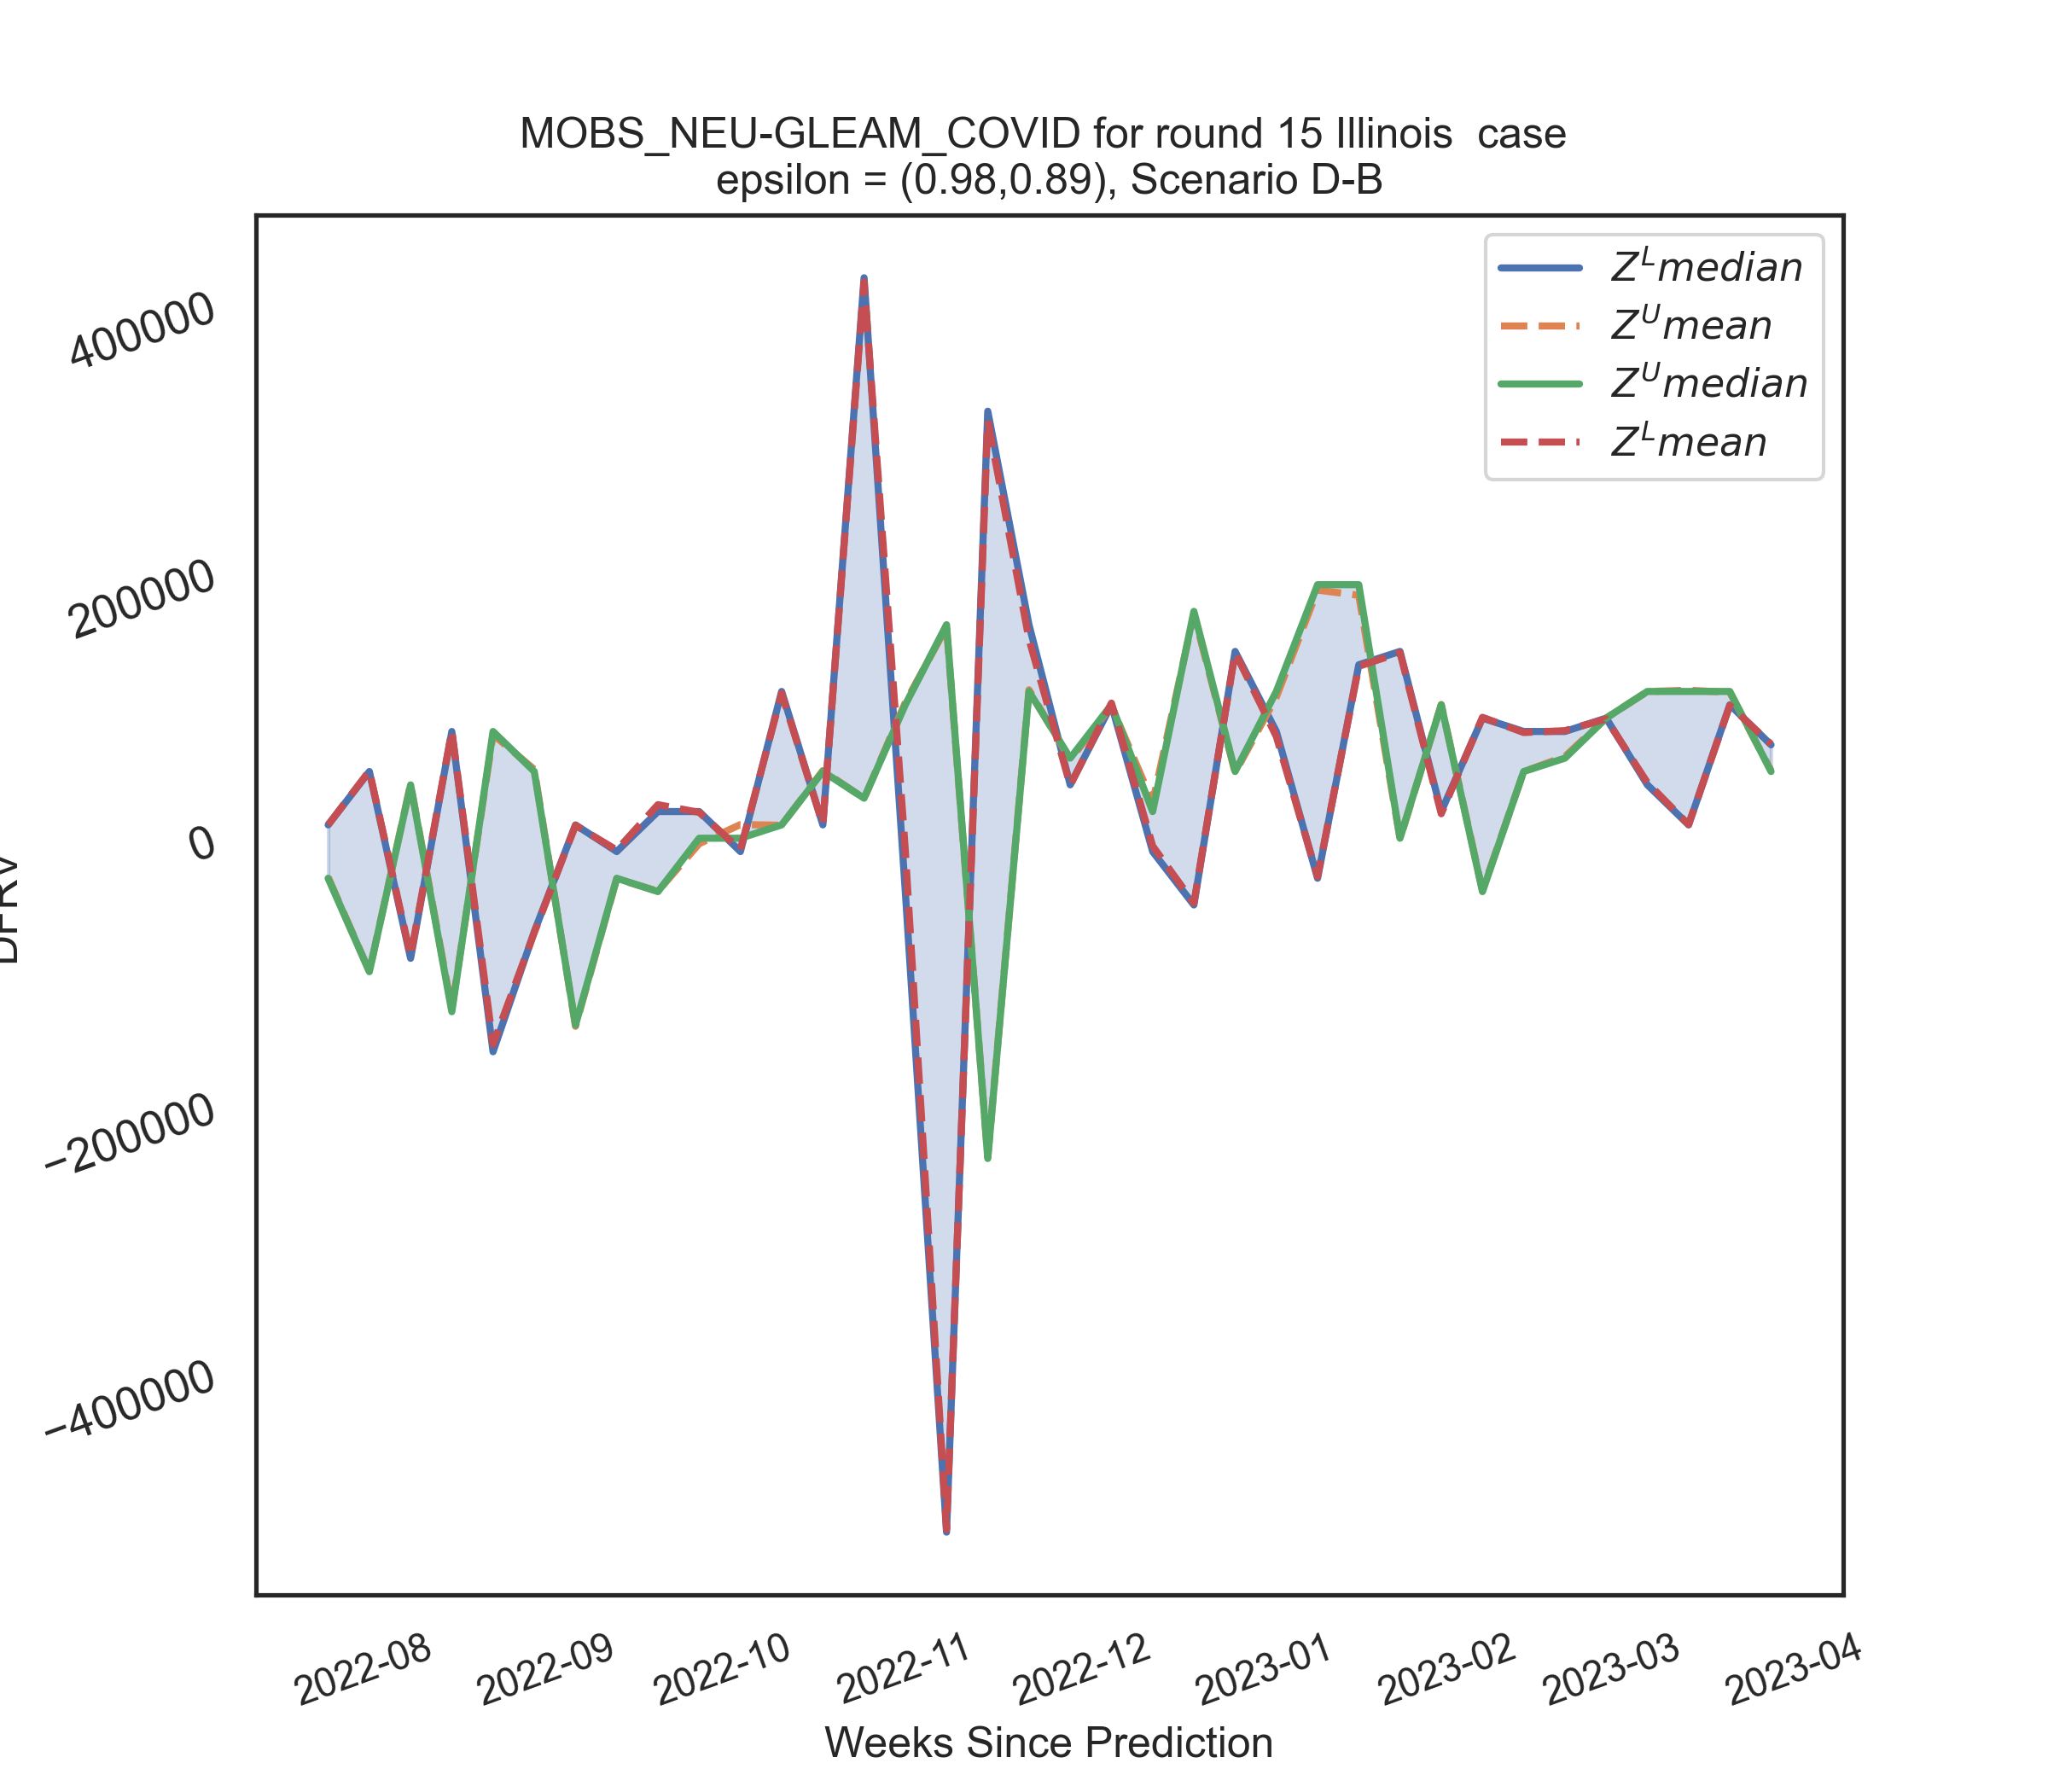 MOBS_NEU-GLEAM_COVID for round 15 Illinois  case
epsilon = (0.98,0.89), Scenario D-B
Z^L median
Z^U mean
Z^U median
Z^L mean
400000
200000
0
−200000
−400000
2022-08
2022-09
2022-10
2022-11
2022-12
2023-01
2023-02
2023-03
2023-04
Weeks Since Prediction